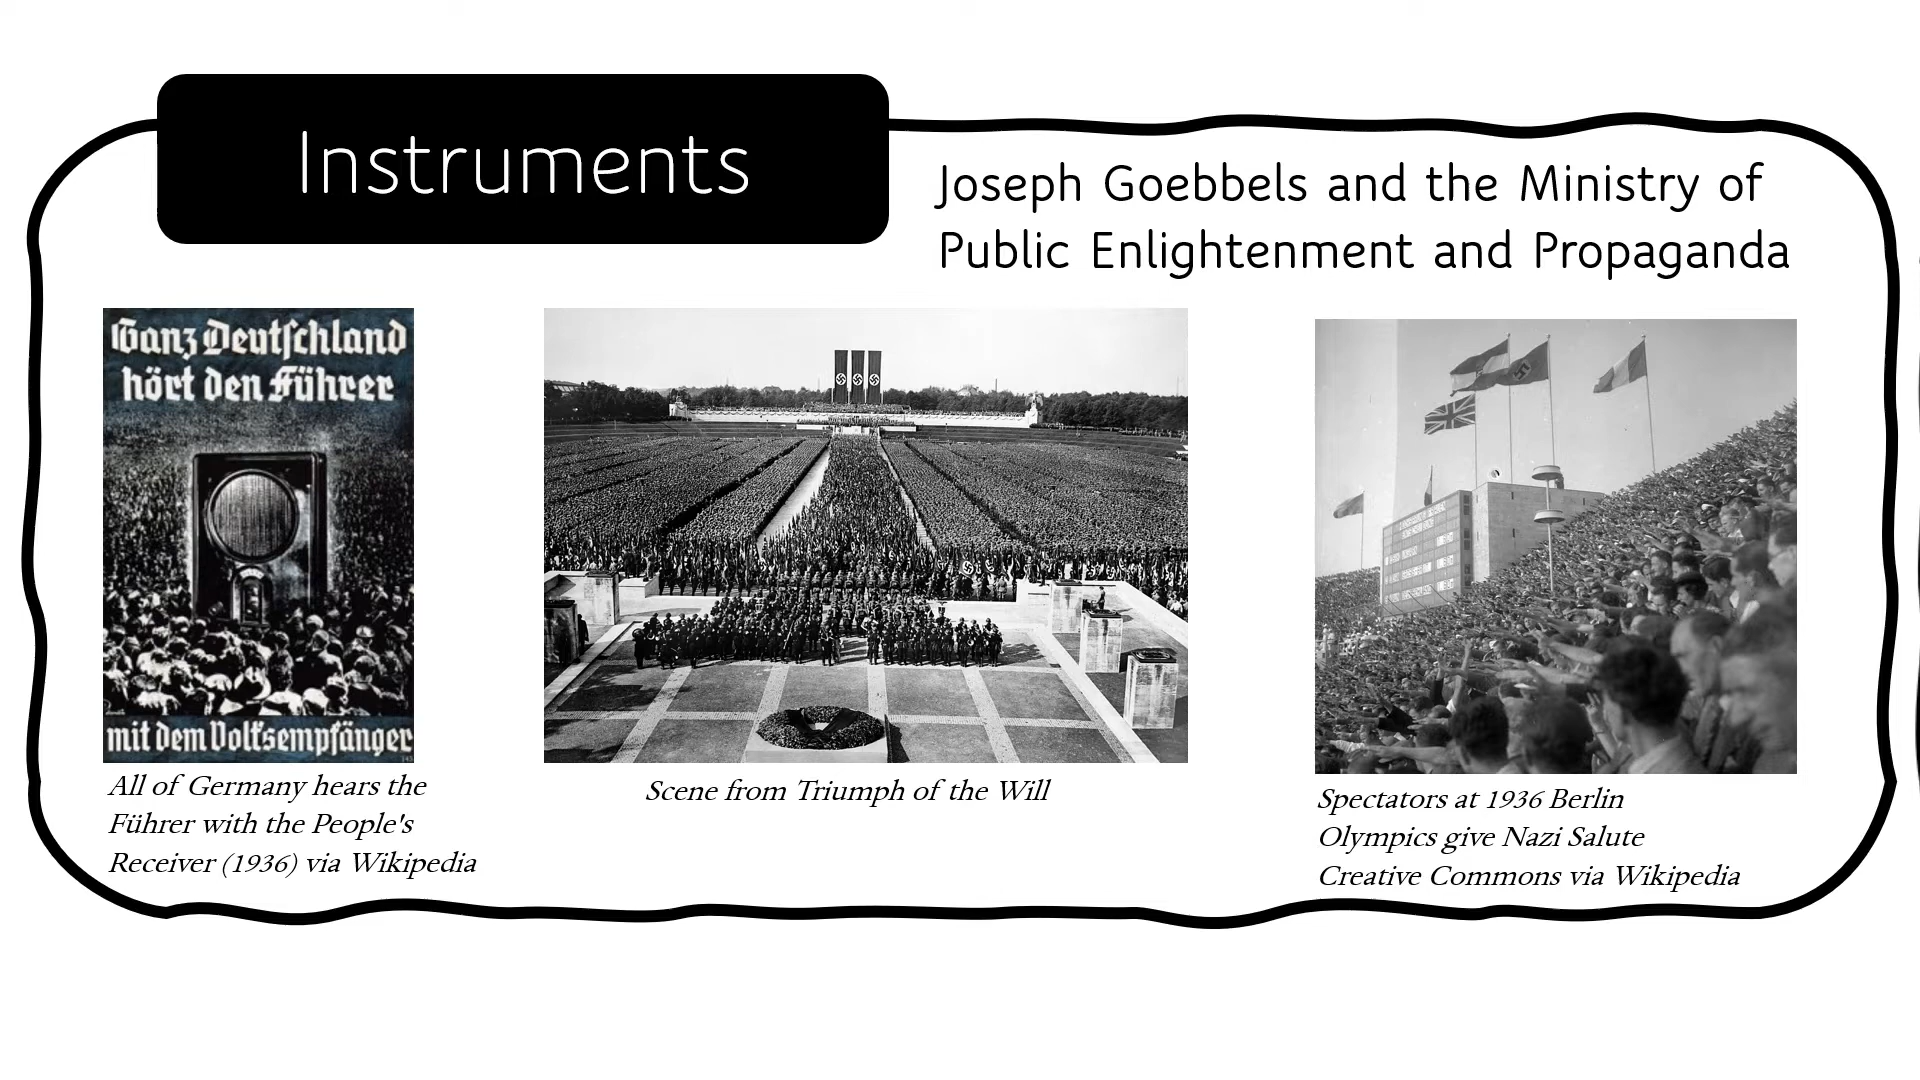 Instruments
Joseph Goebbels and the Ministry of
Public Enlightenment and Propaganda
Ganz Deutschland
hört den Führer
mit dem Volksempfänger
All of Germany hears the
Führer with the People's
Receiver (1936) via Wikipedia
Scene from Triumph of the Will
Spectators at 1936 Berlin
Olympics give Nazi Salute
Creative Commons via Wikipedia